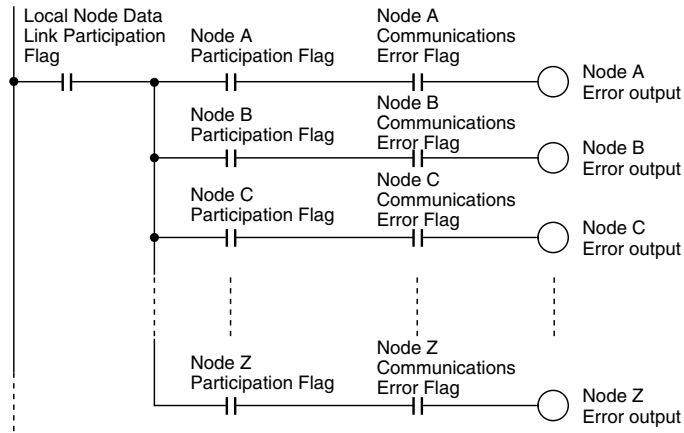 Local Node Data
Link Participation
Flag
Node A
Participation Flag
Node A
Communications
Error Flag
Node A
Error output
Node B
Participation Flag
Node B
Communications
Error Flag
Node B
Error output
Node C
Participation Flag
Node C
Communications
Error Flag
Node C
Error output
Node Z
Participation Flag
Node Z
Communications
Error Flag
Node Z
Error output